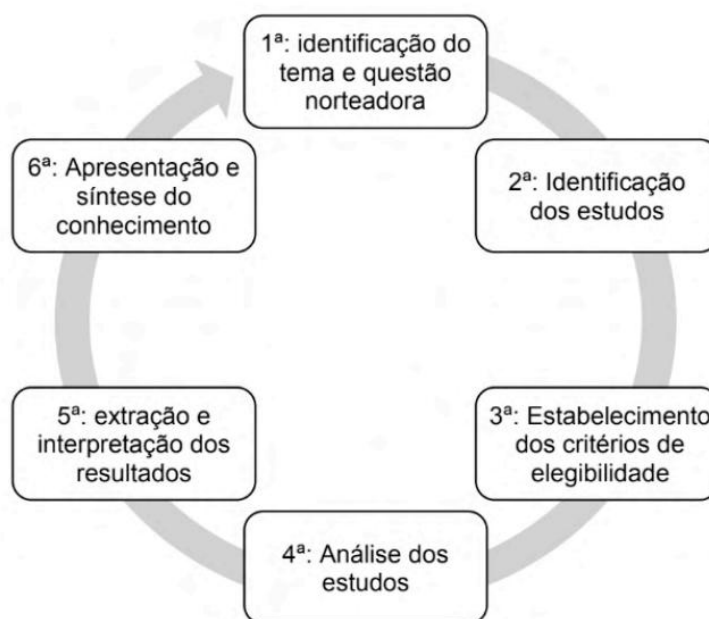 1ª: identificação do
tema e questão
norteadora
2ª: Identificação
dos estudos
3ª: Estabelecimento
dos critérios de
elegibilidade
4ª: Análise dos
estudos
5ª: extração e
interpretação dos
resultados
6ª: Apresentação e
síntese do
conhecimento